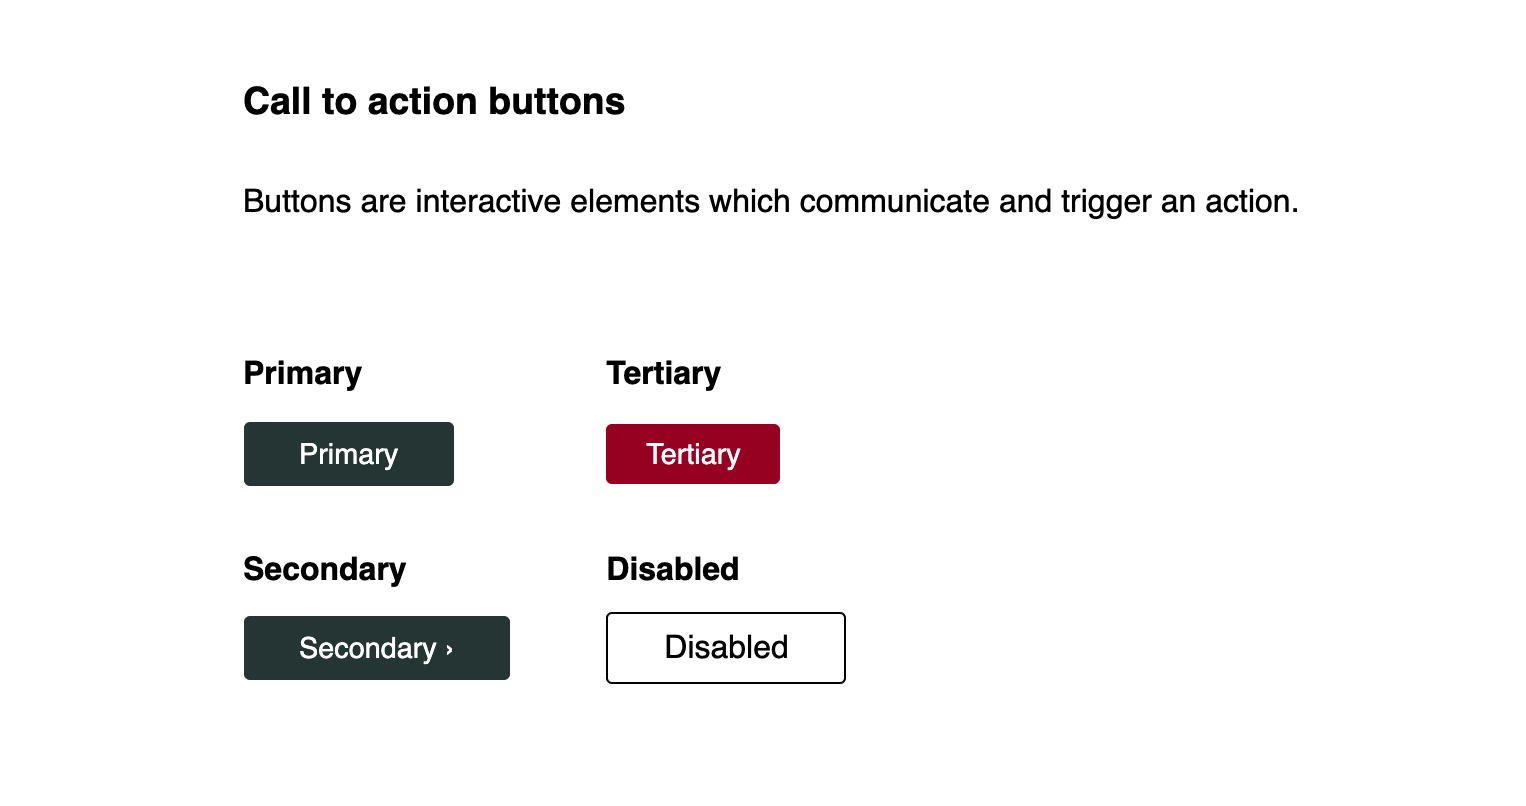 Call to action buttons
Buttons are interactive elements which communicate and trigger an action.
Primary
Primary
Tertiary
Tertiary
Secondary
Secondary ›
Disabled
Disabled